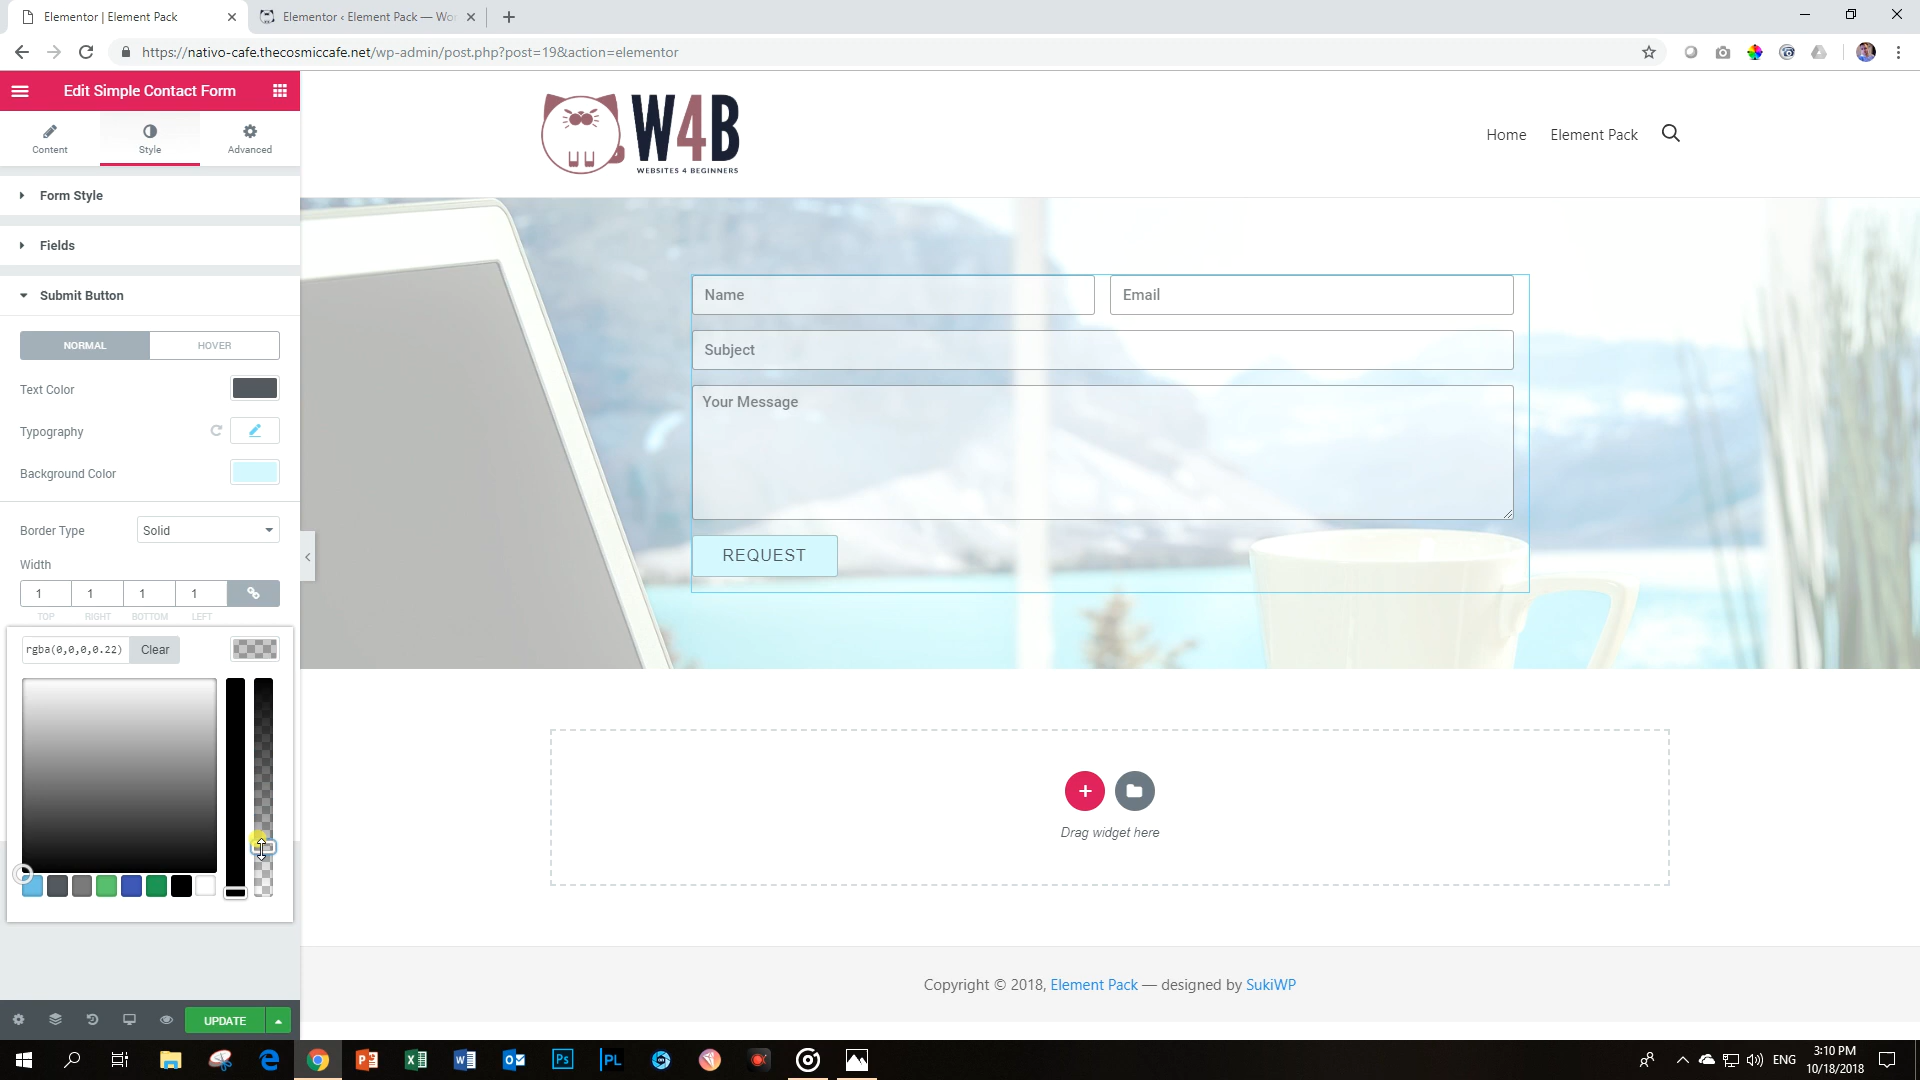 Elementor | Element Pack
Elementor ‹ Element Pack — Wor
https://nativo-cafe.thecosmiccafe.net/wp-admin/post.php?post=19&action=elementor
Edit Simple Contact Form
Content
Style
Advanced
Form Style
Fields
Submit Button
NORMAL
HOVER
Text Color
Typography
Background Color
Border Type
Solid
Width
1
1
1
1
TOP
RIGHT
BOTTOM
LEFT
rgba(0,0,0,0.22)
Clear
UPDATE
W4B
WEBSITES 4 BEGINNERS
Home
Element Pack
Name
Email
Subject
Your Message
REQUEST
Drag widget here
Copyright © 2018, Element Pack — designed by SukiWP
Ps
PL
ENG
3:10 PM
10/18/2018